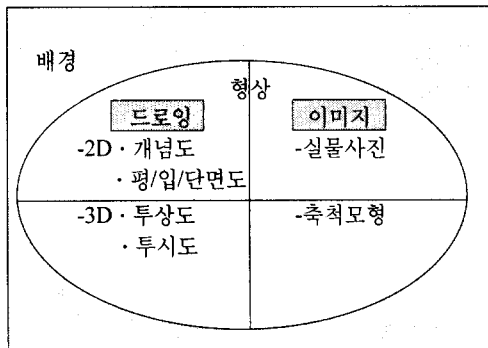 배경
형상
드로잉 이미지
-2D · 개념도 -실물사진
· 평/입/단면도
-3D · 투상도 -축척모형
· 투시도